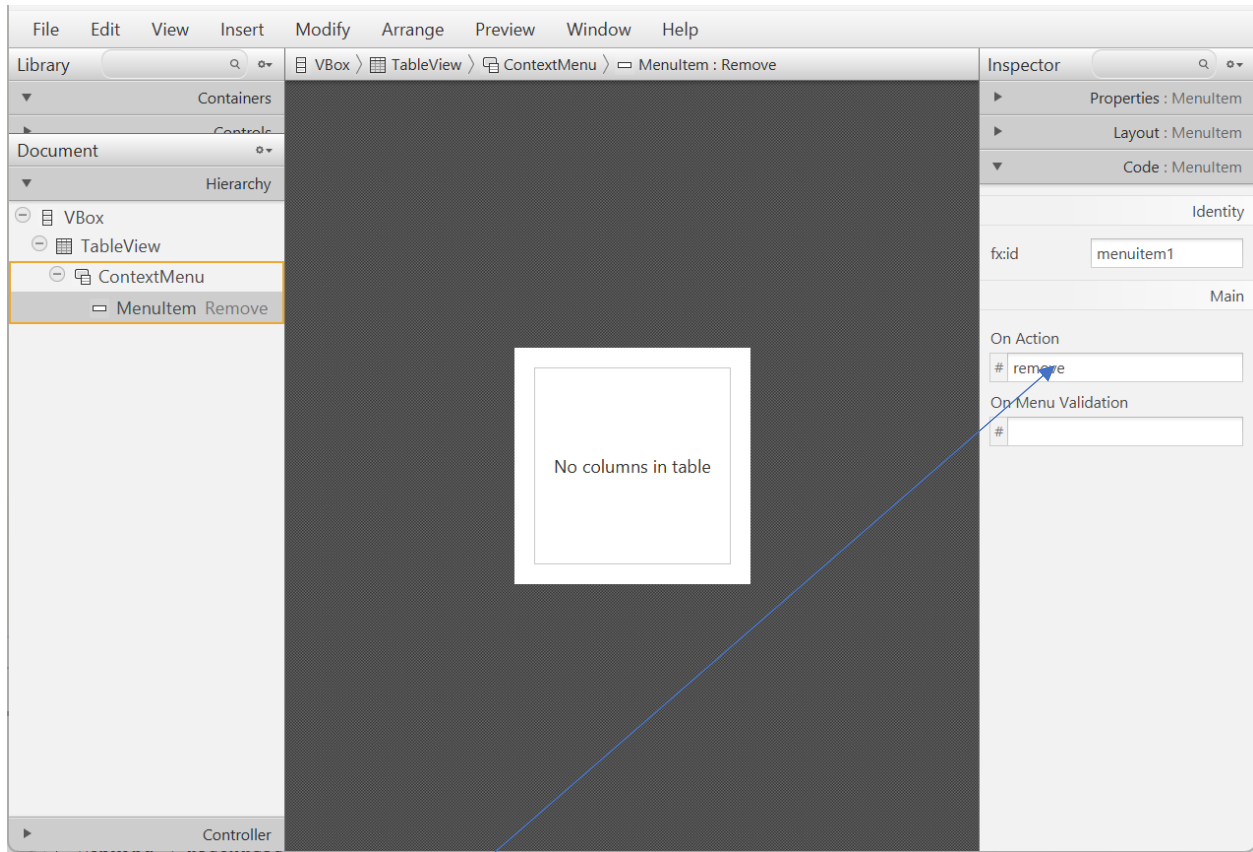 File Edit View Insert Modify Arrange Preview Window Help
Library
VBox TableView ContextMenu MenuItem : Remove
Inspector
Containers
Controls
Document
Hierarchy
VBox
TableView
ContextMenu
MenuItem Remove
Controller
No columns in table
Properties : MenuItem
Layout : MenuItem
Code : MenuItem
Identity
fx:id menuitem1
Main
On Action
# remove
On Menu Validation
#